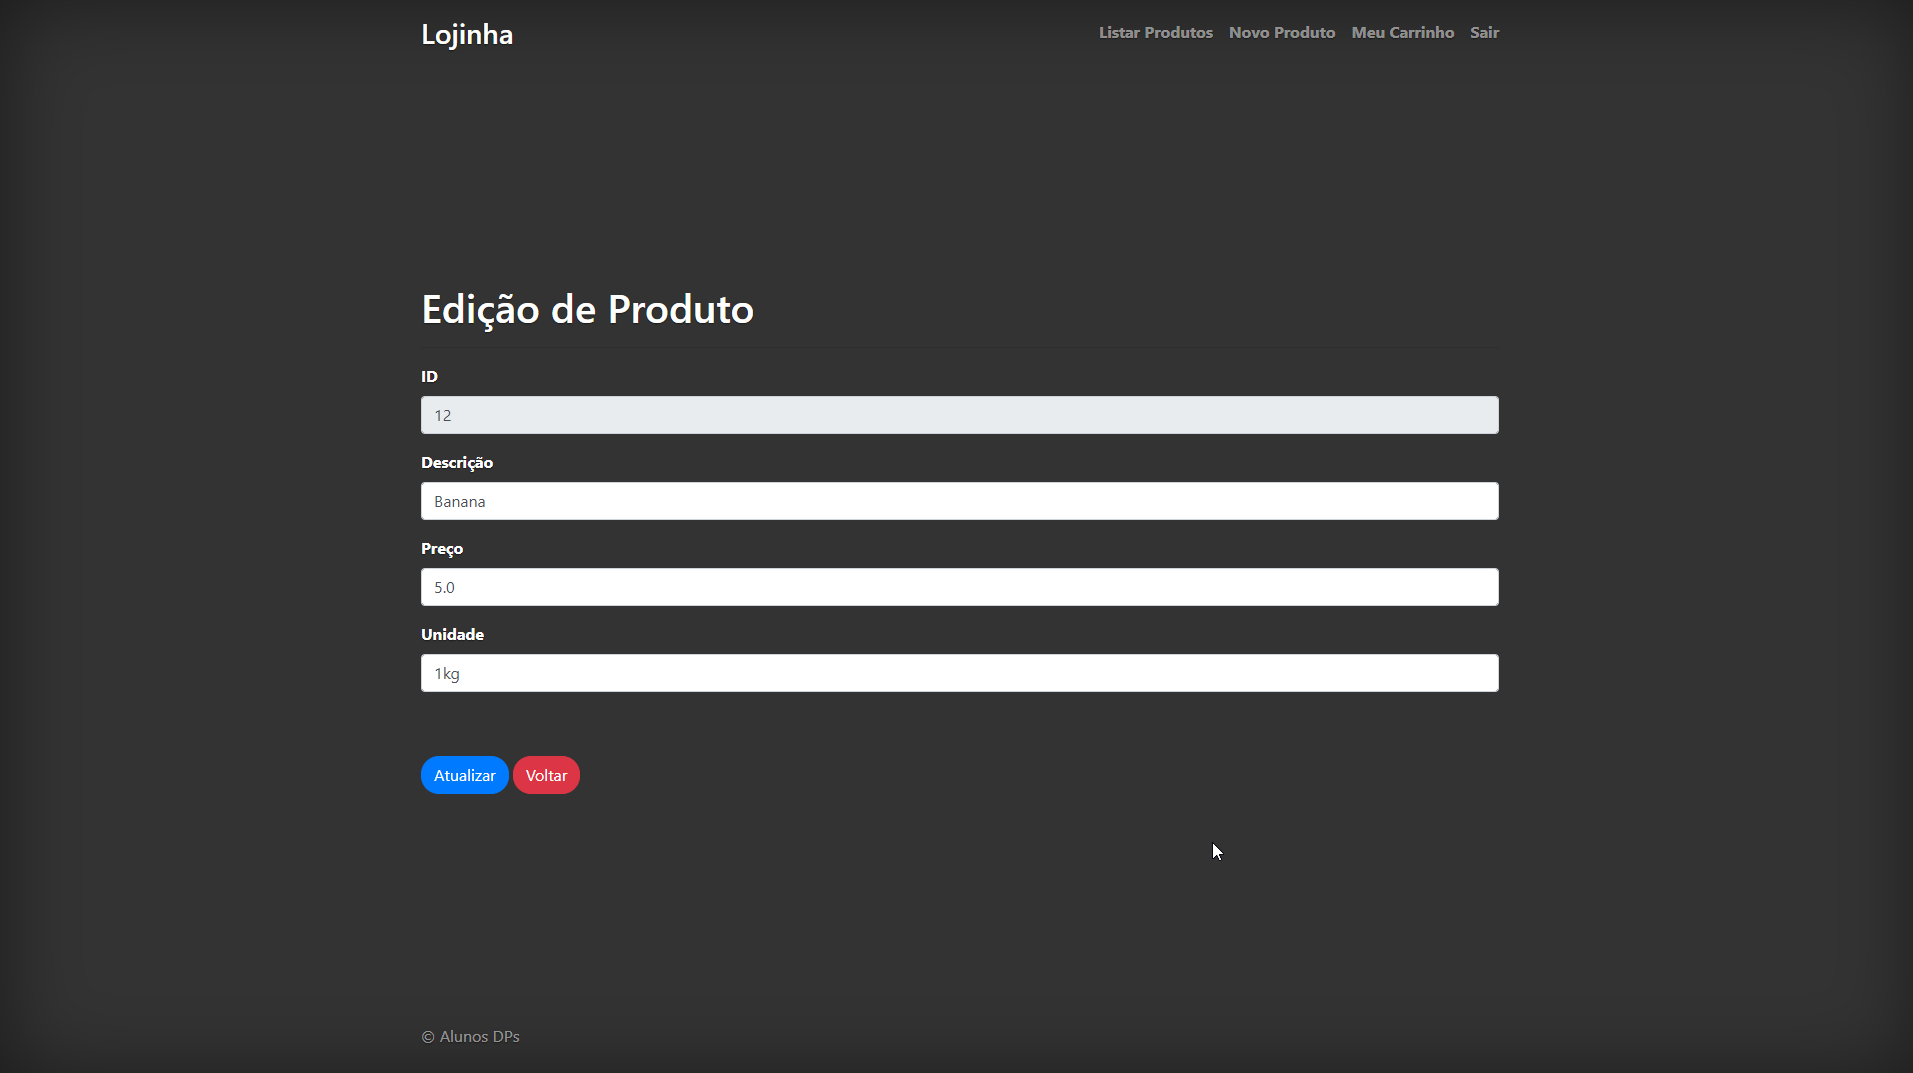 Lojinha
Listar Produtos Novo Produto Meu Carrinho Sair
Edição de Produto
ID
12
Descrição
Banana
Preço
5.0
Unidade
1kg
Atualizar Voltar
© Alunos DPs